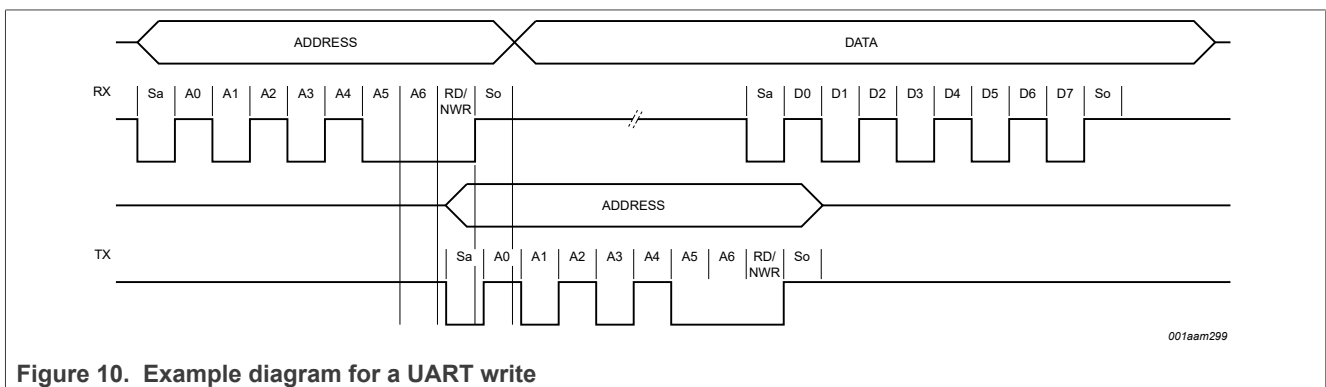 ADDRESS DATA
RX Sa A0 A1 A2 A3 A4 A5 A6 RD/ So Sa D0 D1 D2 D3 D4 D5 D6 D7 So
NWR
ADDRESS
TX Sa A0 A1 A2 A3 A4 A5 A6 RD/ So
NWR
001aam299
Figure 10. Example diagram for a UART write